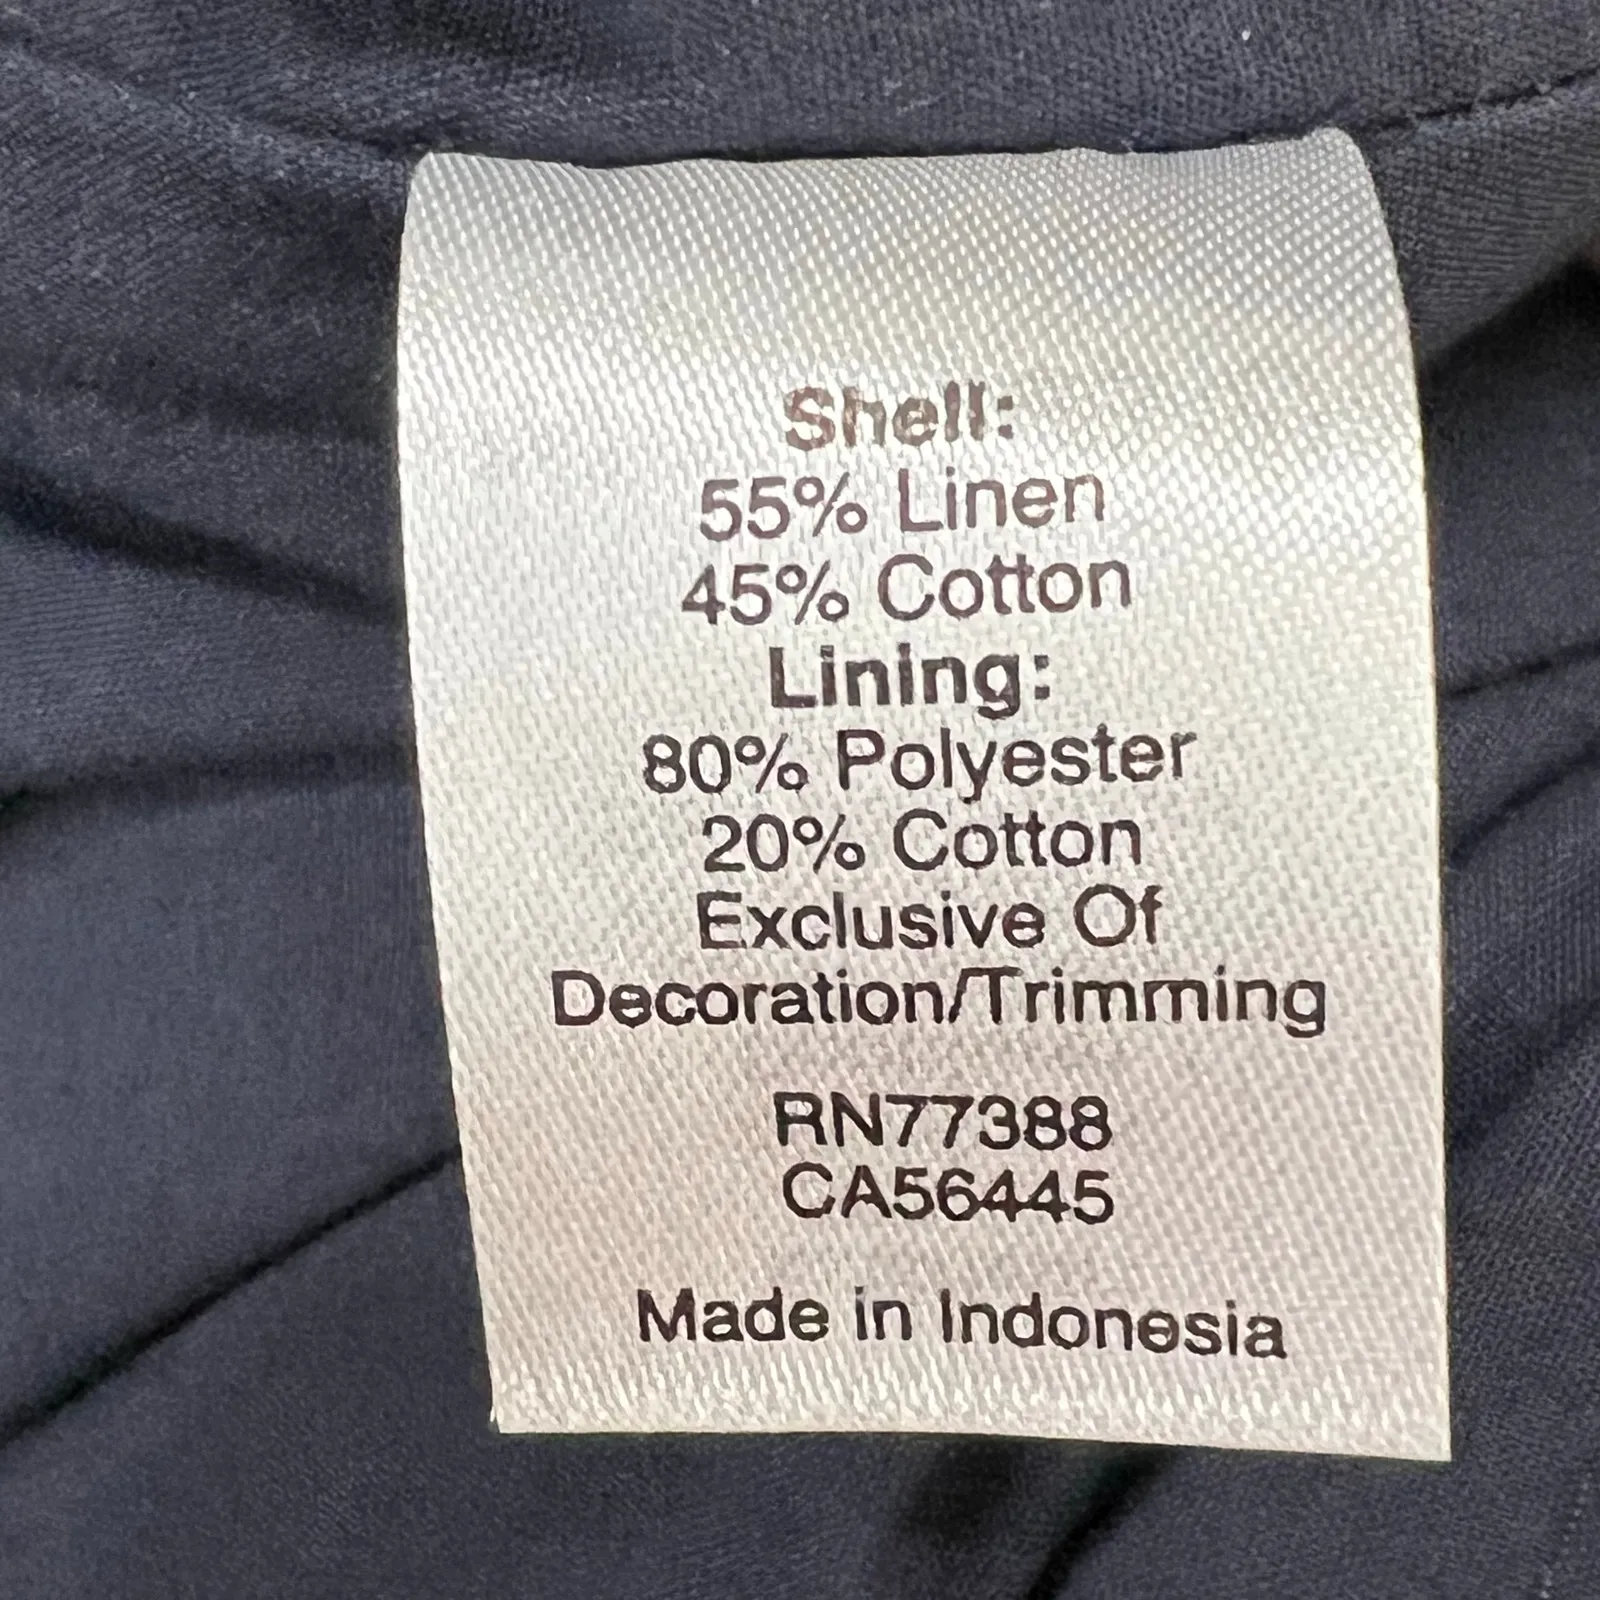 Shell:
55% Linen
45% Cotton
Lining:
80% Polyester
20% Cotton
Exclusive Of
Decoration/Trimming
RN77388
CA56445
Made in Indonesia